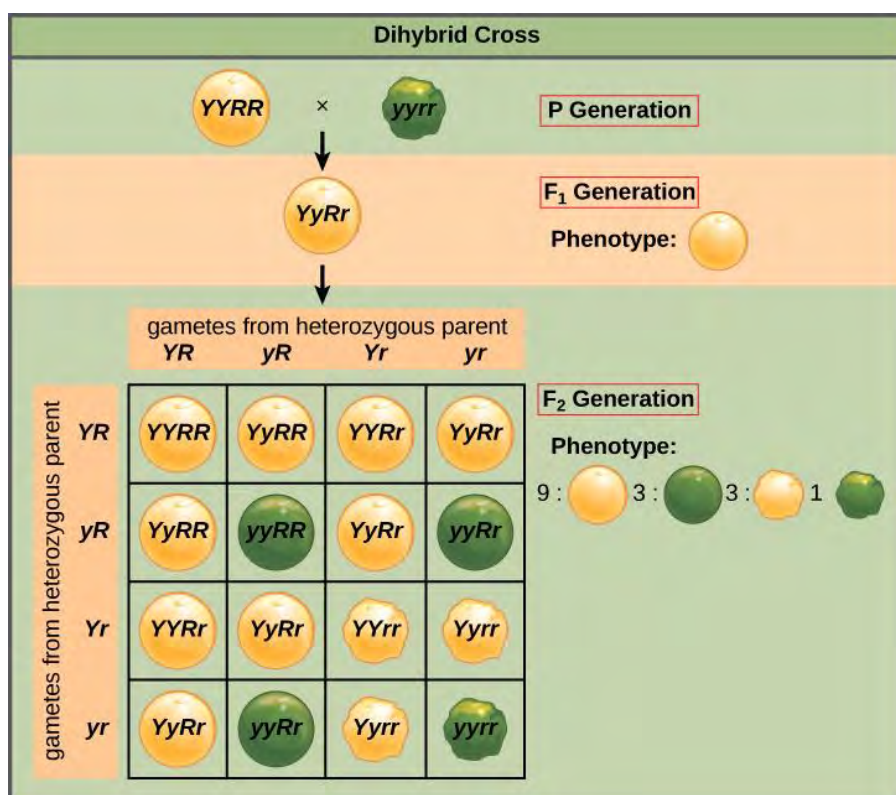 Dihybrid Cross
YYRR × yyrr P Generation
YyRr F₁ Generation
Phenotype:
gametes from heterozygous parent
YR yR Yr yr
gametes from heterozygous parent
YR YYRR YyRR YYRr YyRr
yR YyRR yyRR YyRr yyRr
Yr YYRr YyRr YYrr Yyrr
yr YyRr yyRr Yyrr yyrr
F₂ Generation
Phenotype:
9 : 3 : 3 : 1